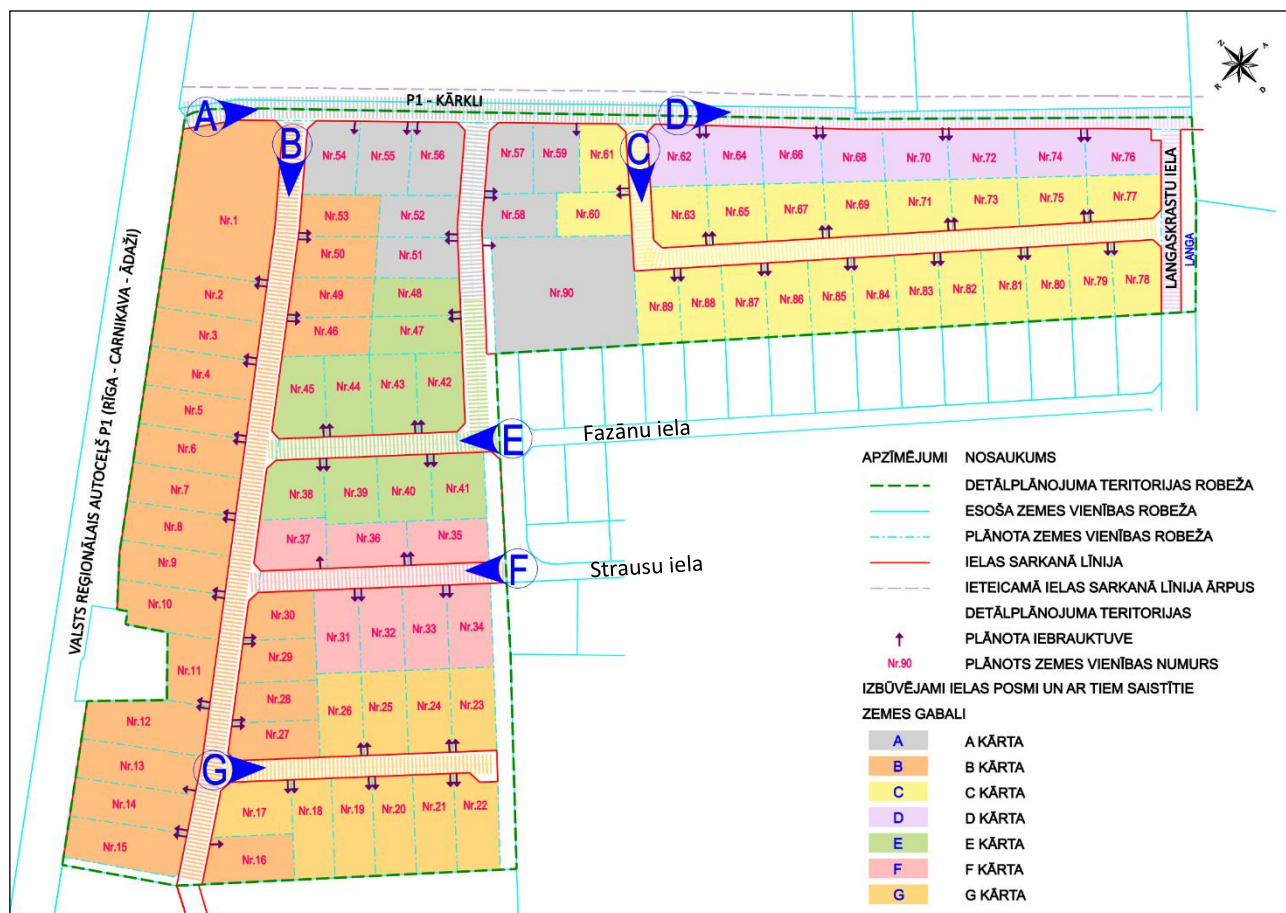 P1 - KĀRKLI
A
B
C
D
E
F
G
Z
A
R
D
Nr.54
Nr.55
Nr.56
Nr.57
Nr.59
Nr.61
Nr.62
Nr.64
Nr.66
Nr.68
Nr.70
Nr.72
Nr.74
Nr.76
Nr.1
Nr.53
Nr.52
Nr.58
Nr.60
Nr.63
Nr.65
Nr.67
Nr.69
Nr.71
Nr.73
Nr.75
Nr.77
Nr.50
Nr.51
Nr.2
Nr.49
Nr.48
Nr.90
Nr.89
Nr.88
Nr.87
Nr.86
Nr.85
Nr.84
Nr.83
Nr.82
Nr.81
Nr.80
Nr.79
Nr.78
LANGASKRASTU IELA
LANGA
Nr.3
Nr.46
Nr.47
Nr.4
Nr.45
Nr.44
Nr.43
Nr.42
Nr.5
Nr.6
Fazānu iela
Nr.7
Nr.38
Nr.39
Nr.40
Nr.41
Nr.8
Nr.37
Nr.36
Nr.35
Nr.9
Strausu iela
Nr.10
Nr.30
Nr.31
Nr.32
Nr.33
Nr.34
Nr.29
Nr.11
Nr.28
Nr.26
Nr.25
Nr.24
Nr.23
Nr.12
Nr.27
Nr.13
Nr.14
Nr.17
Nr.18
Nr.19
Nr.20
Nr.21
Nr.22
Nr.15
Nr.16
VALSTS REĢIONĀLAIS AUTOCEĻŠ P1 (RĪGA - CARNIKAVA - ĀDAŽI)
APZĪMĒJUMI NOSAUKUMS
DETĀLPLĀNOJUMA TERITORIJAS ROBEŽA
ESOŠA ZEMES VIENĪBAS ROBEŽA
PLĀNOTA ZEMES VIENĪBAS ROBEŽA
IELAS SARKANĀ LĪNIJA
IETEICAMĀ IELAS SARKANĀ LĪNIJA ĀRPUS
DETĀLPLĀNOJUMA TERITORIJAS
PLĀNOTA IEBRAUKTUVE
Nr.90 PLĀNOTS ZEMES VIENĪBAS NUMURS
IZBŪVĒJAMI IELAS POSMI UN AR TIEM SAISTĪTIE
ZEMES GABALI
A A KĀRTA
B B KĀRTA
C C KĀRTA
D D KĀRTA
E E KĀRTA
F F KĀRTA
G G KĀRTA